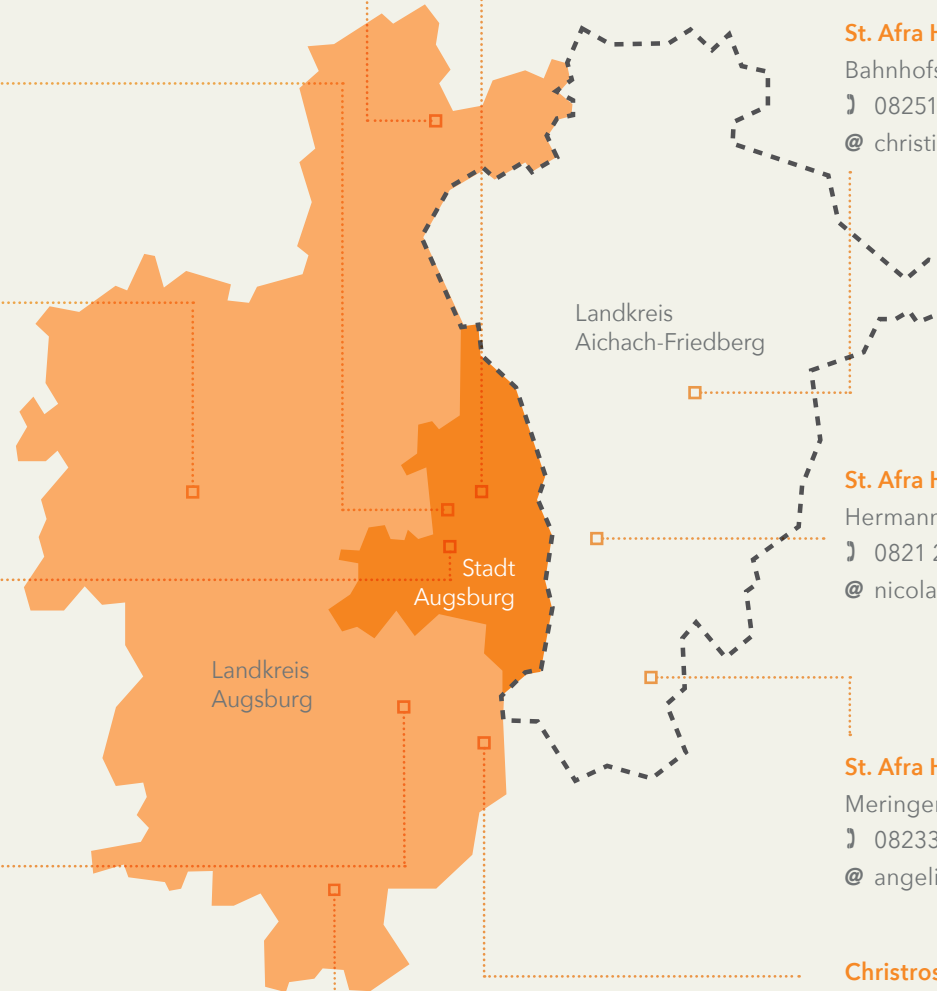 Landkreis
Aichach-Friedberg
Stadt
Augsburg
Landkreis
Augsburg
St. Afra H
Bahnhofs
08251
@ christi
St. Afra H
Hermann
0821 2
@ nicola
St. Afra H
Meringer
08233
@ angeli
Christros